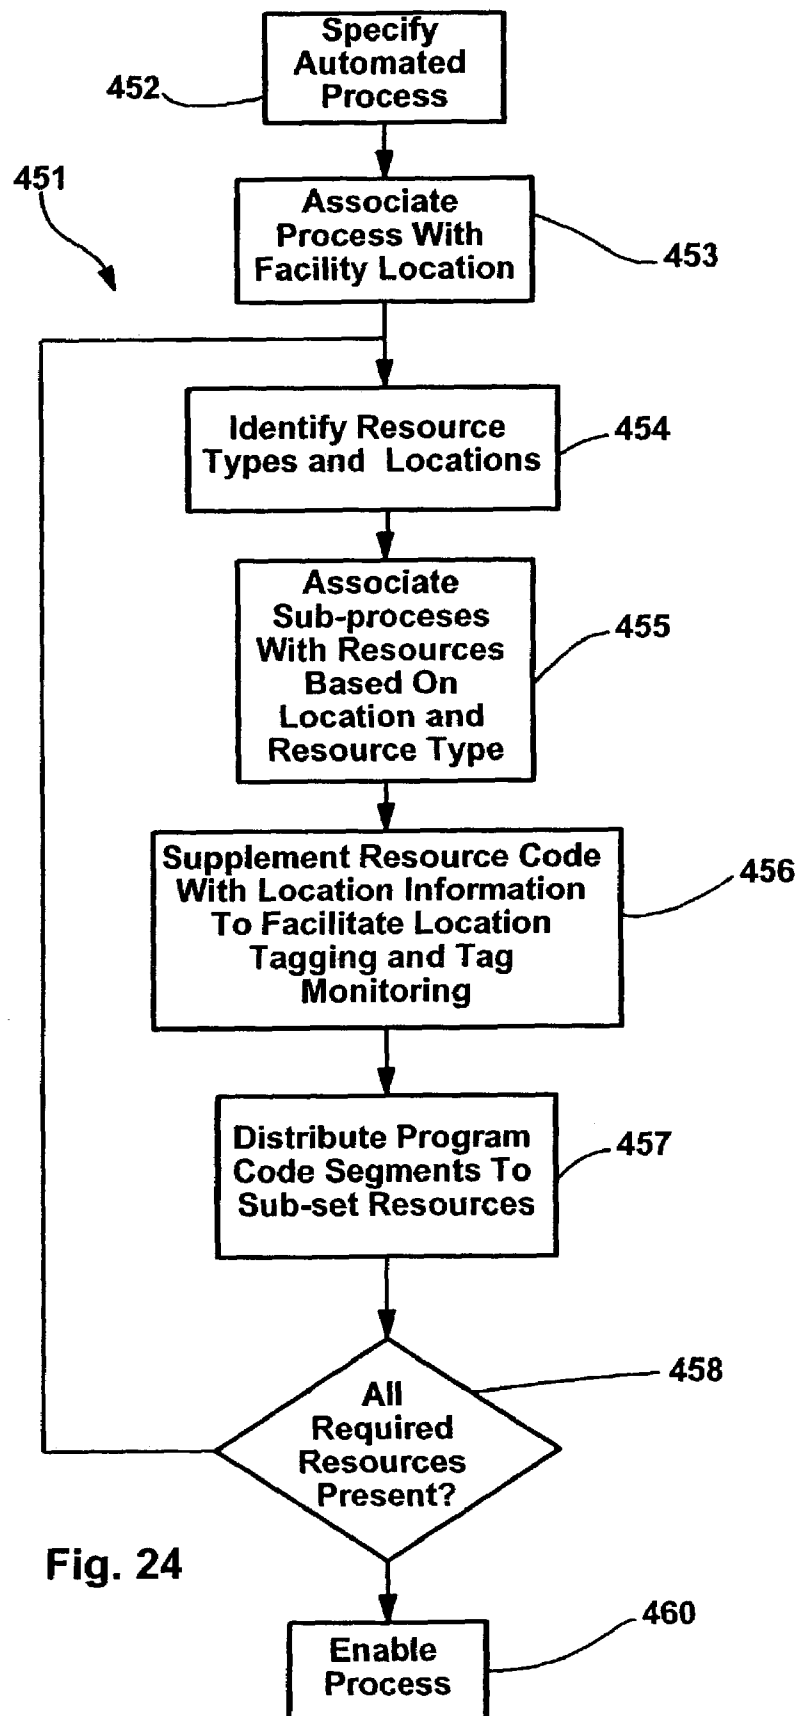 Specify
Automated
Process
452
451
Associate
Process With
Facility Location
453
Identify Resource
Types and Locations
454
Associate
Sub-proceses
With Resources
Based On
Location and
Resource Type
455
Supplement Resource Code
With Location Information
To Facilitate Location
Tagging and Tag
Monitoring
456
Distribute Program
Code Segments To
Sub-set Resources
457
All
Required
Resources
Present?
458
Fig. 24
Enable
Process
460